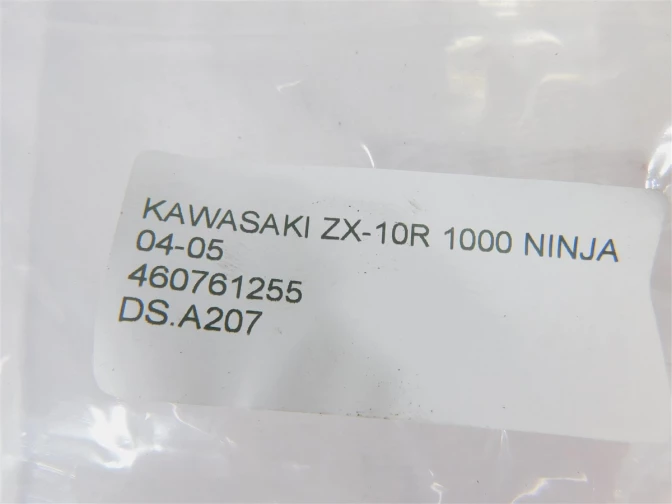 KAWASAKI ZX-10R 1000 NINJA
04-05
460761255
DS.A207